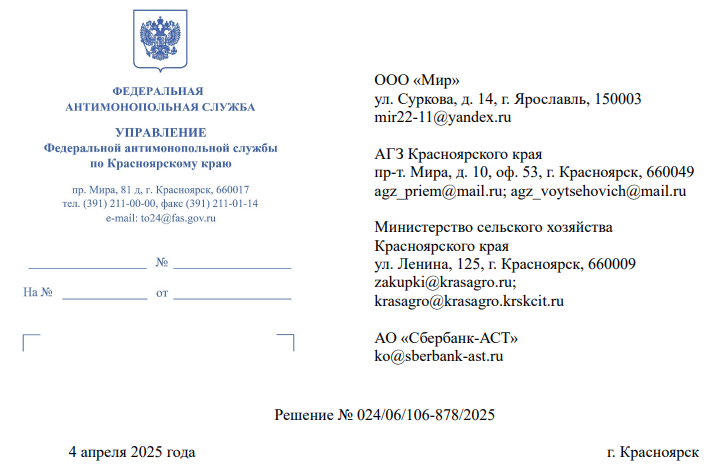 ФЕДЕРАЛЬНАЯ
АНТИМОНОПОЛЬНАЯ СЛУЖБА
УПРАВЛЕНИЕ
Федеральной антимонопольной службы
по Красноярскому краю
пр. Мира, 81 д, г. Красноярск, 660017
тел. (391) 211-00-00, факс (391) 211-01-14
e-mail: to24@fas.gov.ru
____________________ № ____________________
На № ______________ от ____________________
ООО «Мир»
ул. Суркова, д. 14, г. Ярославль, 150003
mir22-11@yandex.ru
АГЗ Красноярского края
пр-т. Мира, д. 10, оф. 53, г. Красноярск, 660049
agz_priem@mail.ru; agz_voytsehovich@mail.ru
Министерство сельского хозяйства
Красноярского края
ул. Ленина, 125, г. Красноярск, 660009
zakupki@krasagro.ru;
krasagro@krasagro.krskcit.ru
АО «Сбербанк-АСТ»
ko@sberbank-ast.ru
Решение № 024/06/106-878/2025
4 апреля 2025 года г. Красноярск